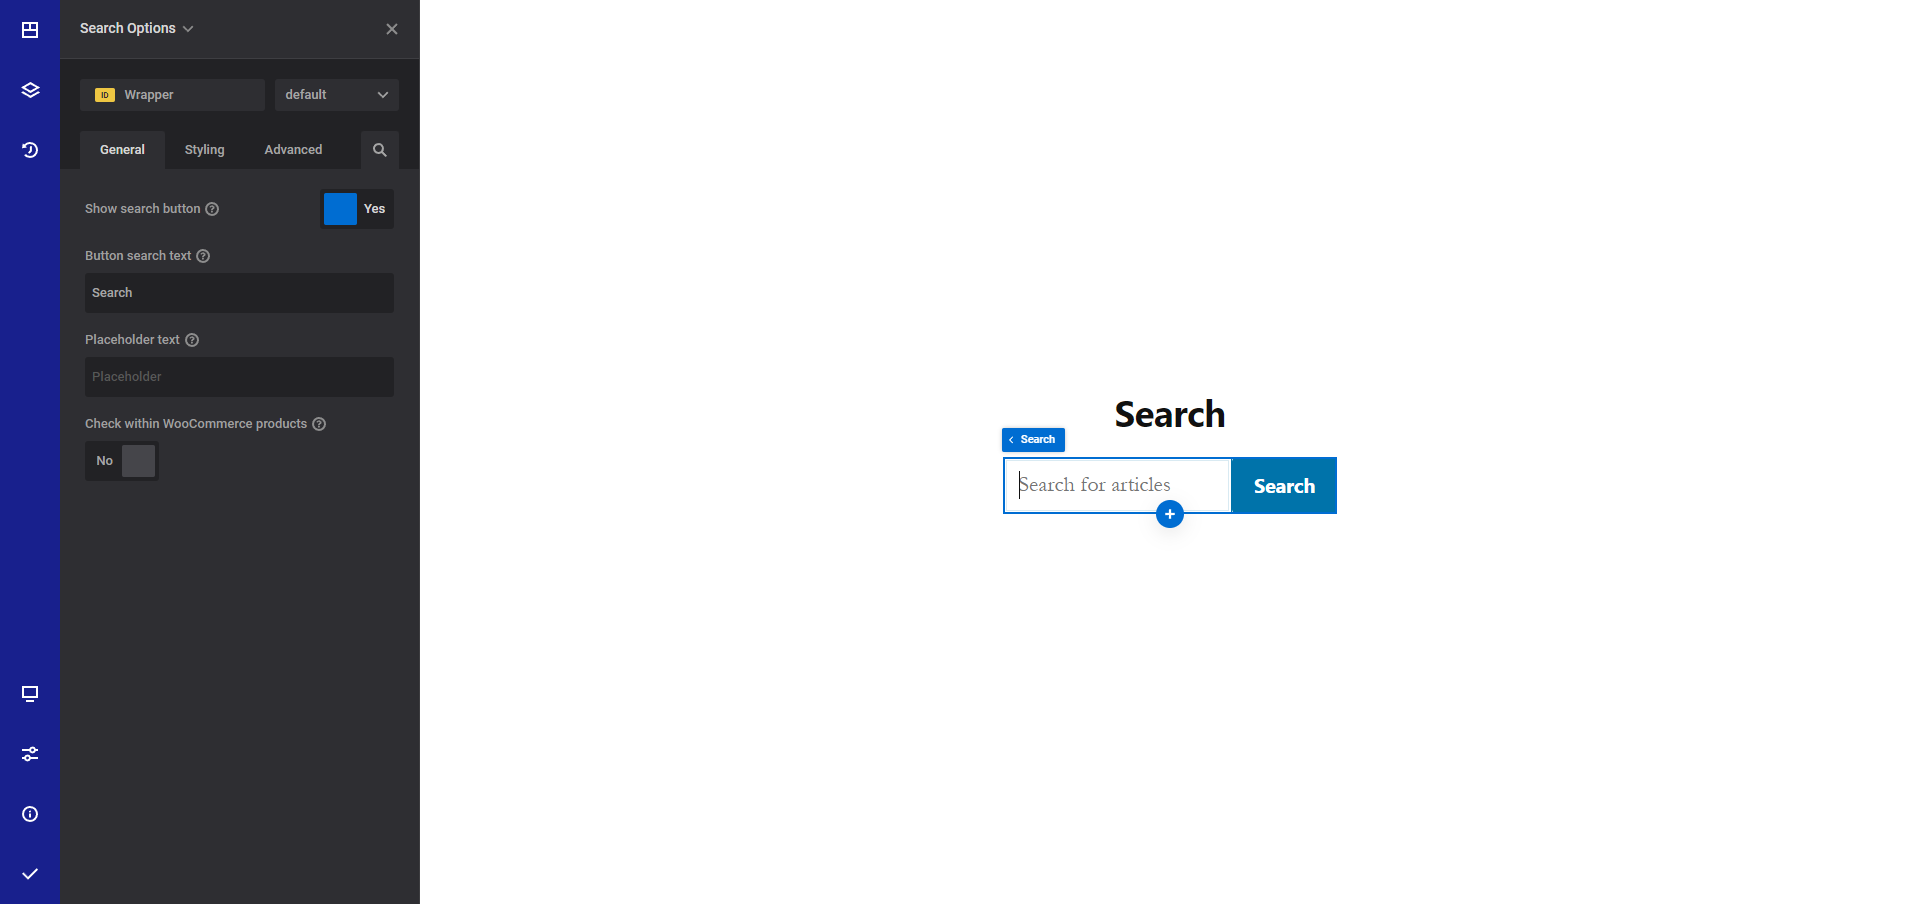 Search Options
ID Wrapper default
General Styling Advanced
Show search button ? Yes
Button search text ?
Search
Placeholder text ?
Placeholder
Check within WooCommerce products ?
No
Search
Search
Search for articles Search